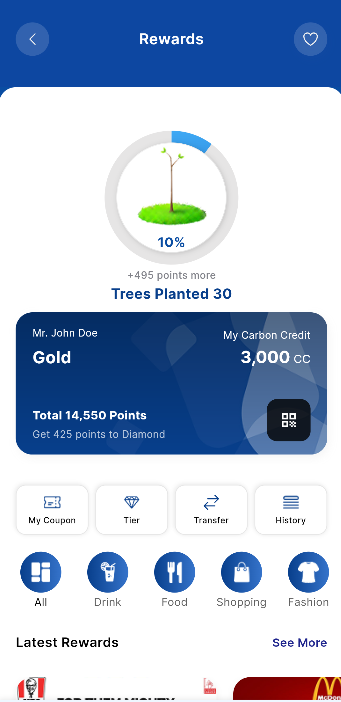 Rewards
10%
+495 points more
Trees Planted 30
Mr. John Doe
My Carbon Credit
Gold
3,000 CC
Total 14,550 Points
Get 425 points to Diamond
My Coupon
Tier
Transfer
History
All
Drink
Food
Shopping
Fashion
Latest Rewards
See More